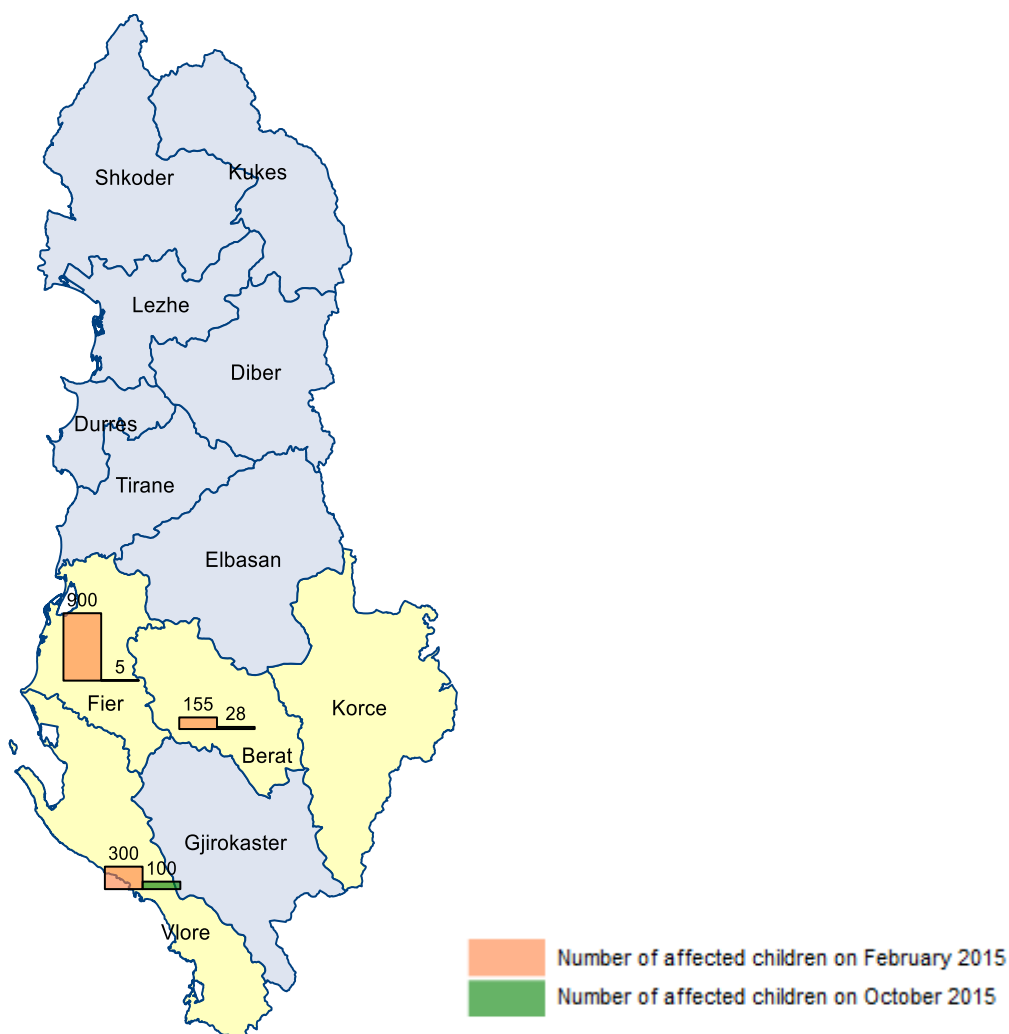 Shkoder
Kukes
Lezhe
Diber
Durres
Tirane
Elbasan
900
5
Fier
155
28
Berat
Korce
Gjirokaster
300
100
Vlore
Number of affected children on February 2015
Number of affected children on October 2015